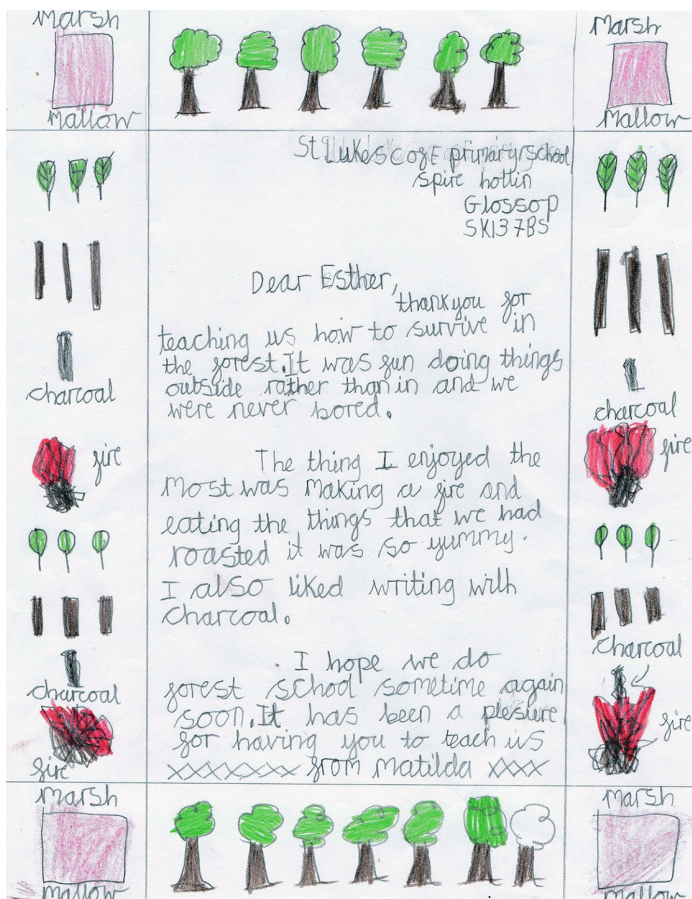 Marsh
Mallow
Marsh
Mallow
St Lukes C of E primary school
spire hollin
Glossop
SK13 7BS
Dear Esther,
thankyou for
teaching us how to survive in
the forest. It was fun doing things
outside rather than in and we
were never bored.
The thing I enjoyed the
Most was Making a fire and
eating the things that we had
roasted it was so yummy.
I also liked writing with
Charcoal.
I hope we do
forest school sometime again
soon. It has been a plesure
for having you to teach us
from Matilda
charcoal
fire
charcoal
fire
charcoal
fire
charcoal
fire
Marsh
Mallow
Marsh
Mallow